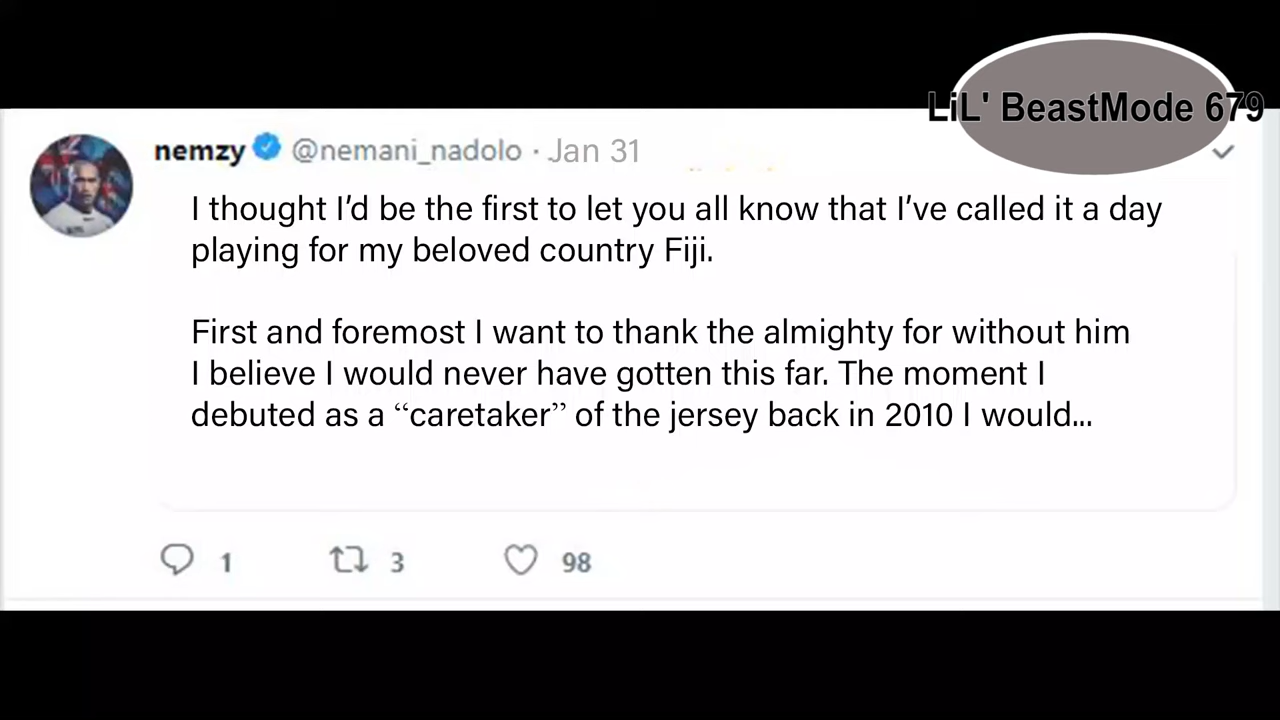 LiL' BeastMode 679
nemzy @nemani_nadolo · Jan 31
I thought I’d be the first to let you all know that I’ve called it a day
playing for my beloved country Fiji.
First and foremost I want to thank the almighty for without him
I believe I would never have gotten this far. The moment I
debuted as a “caretaker” of the jersey back in 2010 I would...
1 3 98